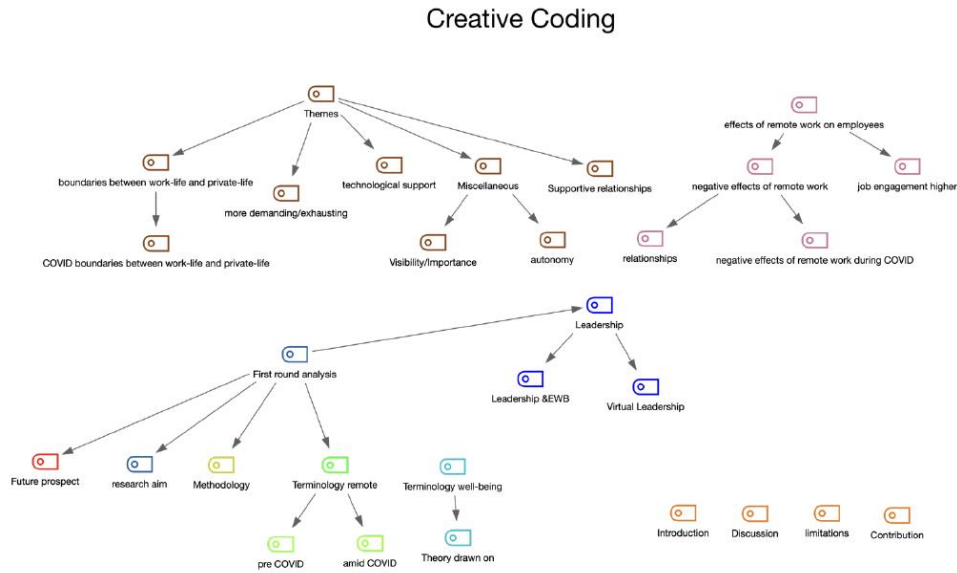 Creative Coding
Themes
effects of remote work on employees
boundaries between work-life and private-life
more demanding/exhausting
technological support
Miscellaneous
Supportive relationships
negative effects of remote work
job engagement higher
COVID boundaries between work-life and private-life
Visibility/Importance
autonomy
relationships
negative effects of remote work during COVID
Leadership
First round analysis
Leadership &EWB
Virtual Leadership
Future prospect
research aim
Methodology
Terminology remote
Terminology well-being
Introduction
Discussion
limitations
Contribution
pre COVID
amid COVID
Theory drawn on